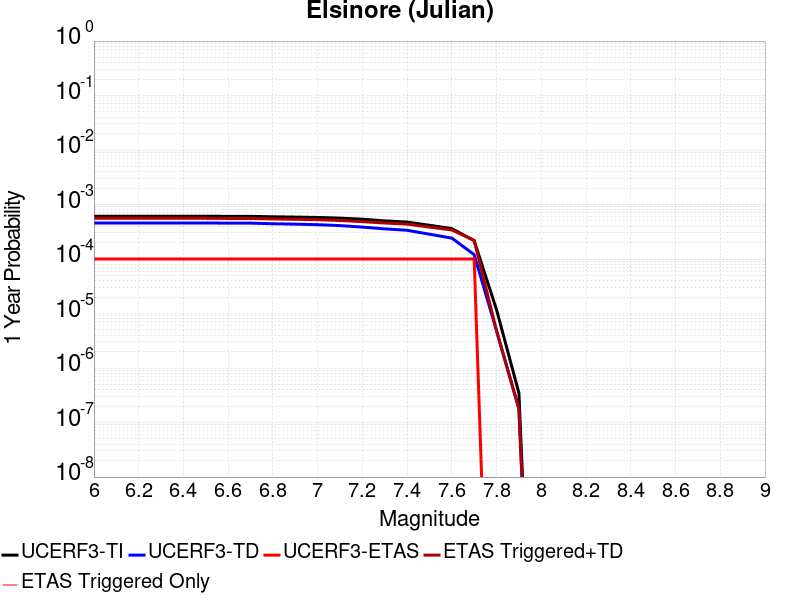 Elsinore (Julian)
10^0
10^-1
10^-2
10^-3
10^-4
10^-5
10^-6
10^-7
10^-8
1 Year Probability
6 6.2 6.4 6.6 6.8 7 7.2 7.4 7.6 7.8 8 8.2 8.4 8.6 8.8 9
Magnitude
UCERF3-TI UCERF3-TD UCERF3-ETAS ETAS Triggered+TD
ETAS Triggered Only